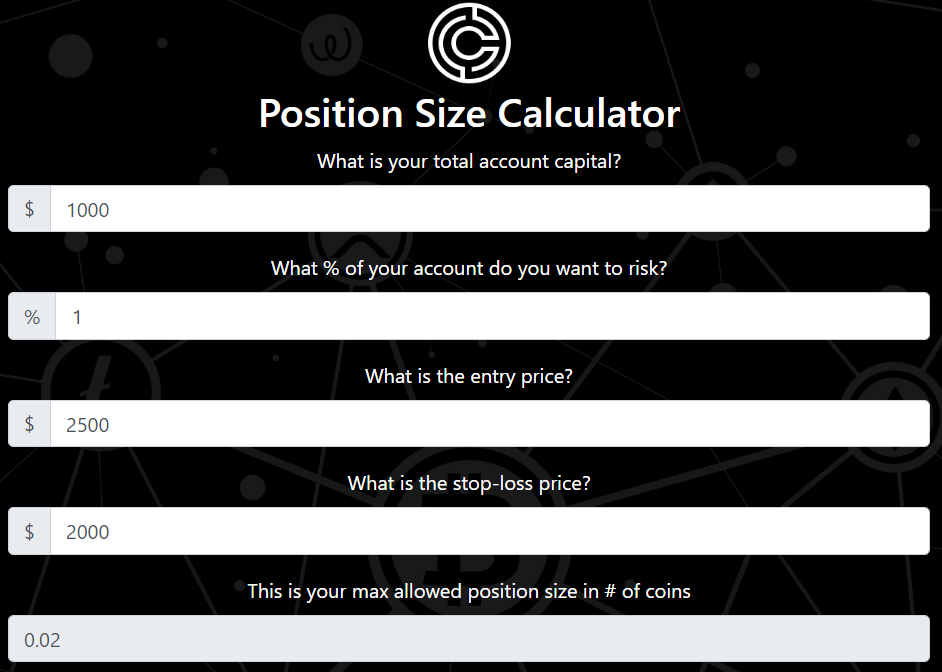 Position Size Calculator
What is your total account capital?
$ 1000
What % of your account do you want to risk?
% 1
What is the entry price?
$ 2500
What is the stop-loss price?
$ 2000
This is your max allowed position size in # of coins
0.02